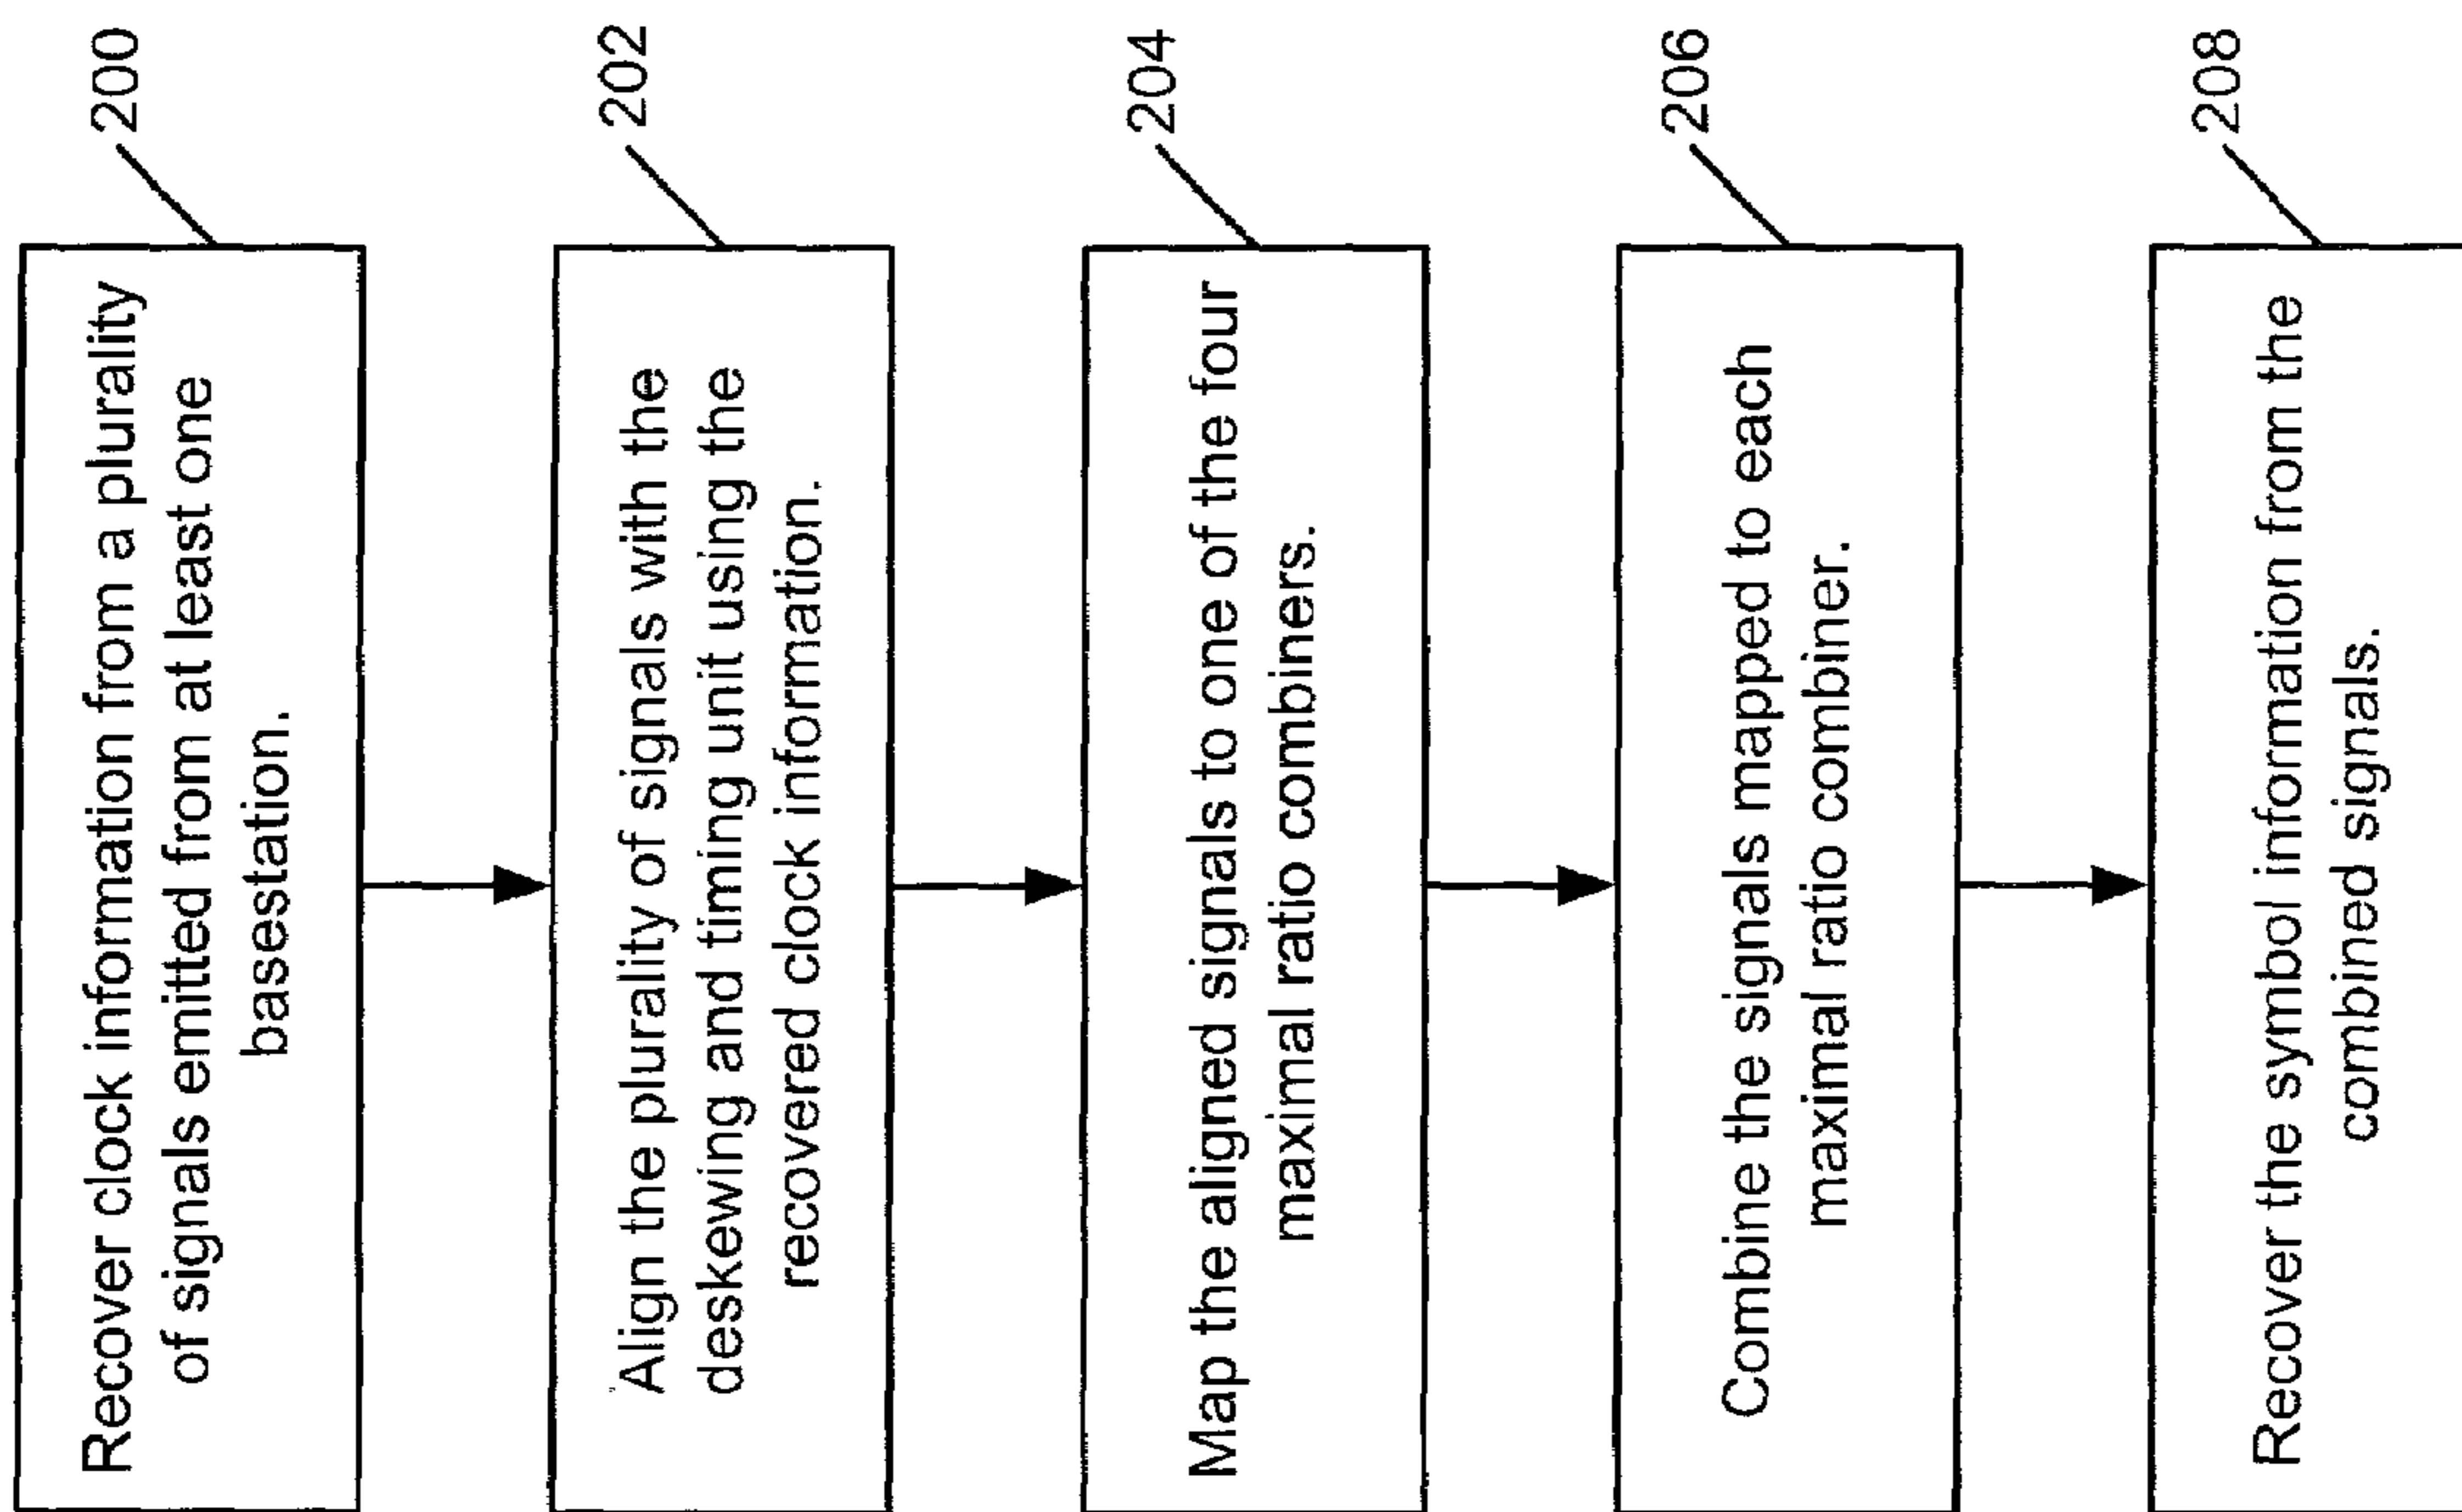 200
Recover clock information from a plurality
of signals emitted from at least one
basestation.
202
Align the plurality of signals with the
deskewing and timing unit using the
recovered clock information.
204
Map the aligned signals to one of the four
maximal ratio combiners.
206
Combine the signals mapped to each
maximal ratio combiner.
208
Recover the symbol information from the
combined signals.